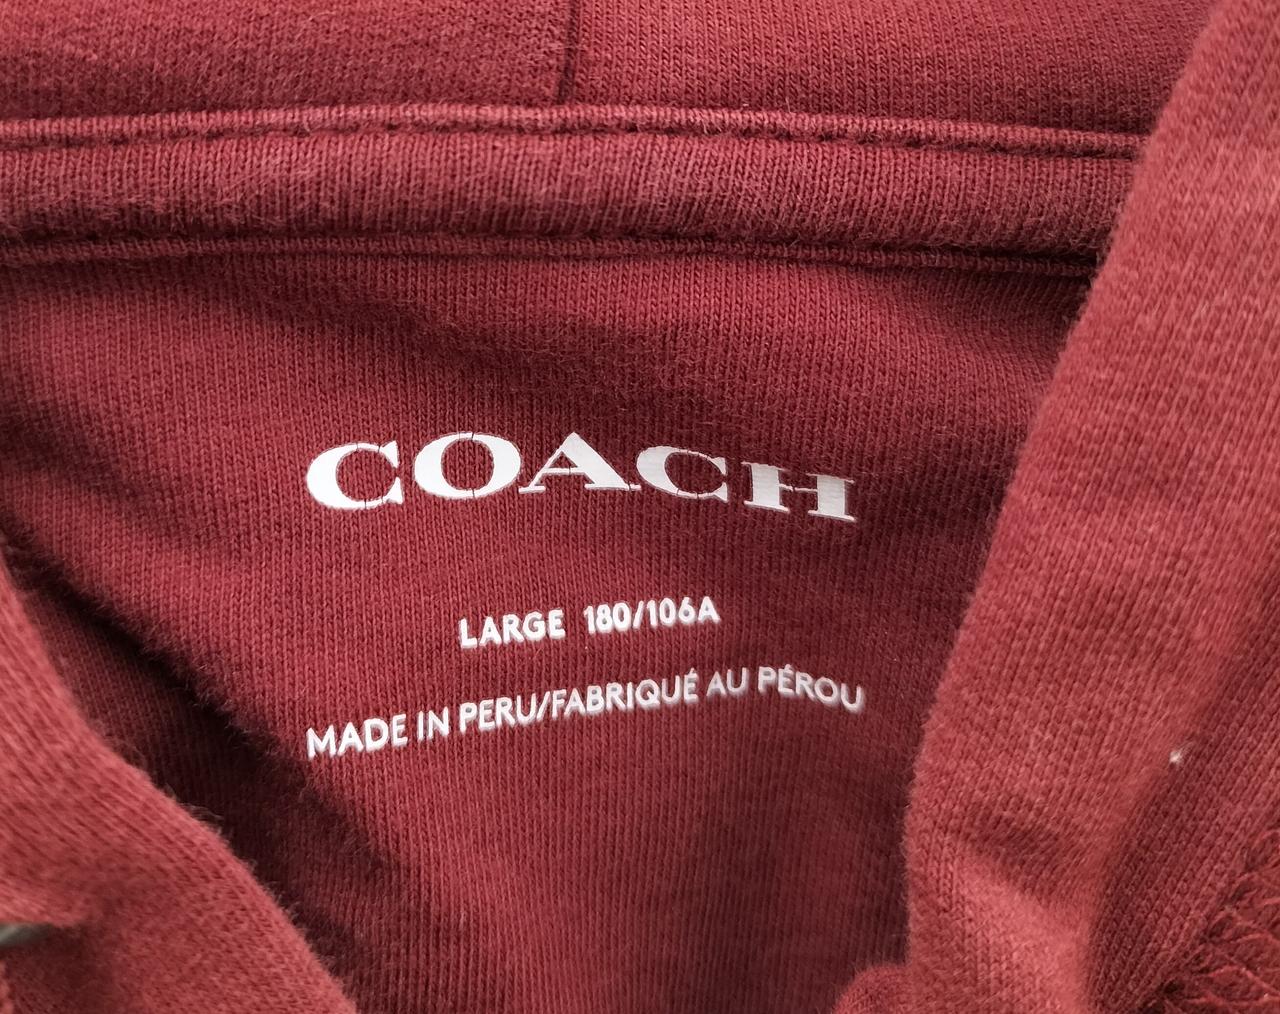 COACH
LARGE 180/106A
MADE IN PERU/FABRIQUÉ AU PÉROU